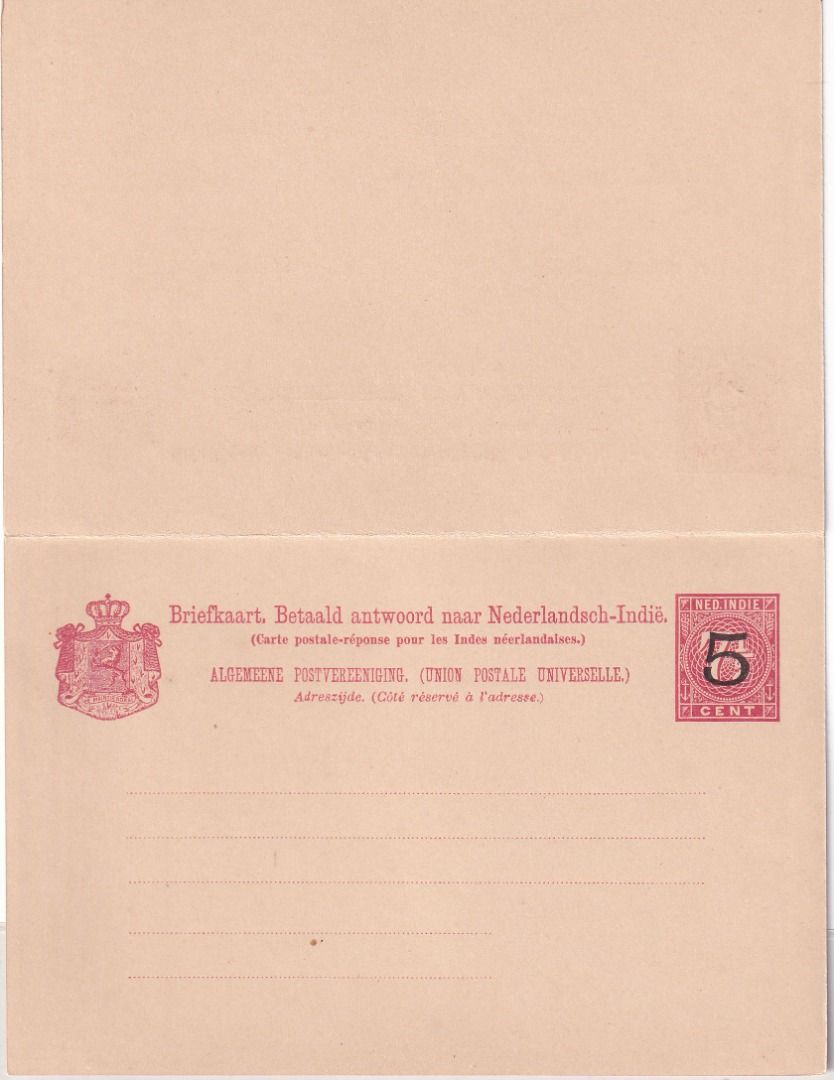 Briefkaart. Betaald antwoord naar Nederlandsch-Indië.
(Carte postale-réponse pour les Indes néerlandaises.)
ALGEMEENE POSTVEREENIGING. (UNION POSTALE UNIVERSELLE.)
Adreszijde. (Côté réservé à l'adresse.)
NED. INDIE
5
CENT